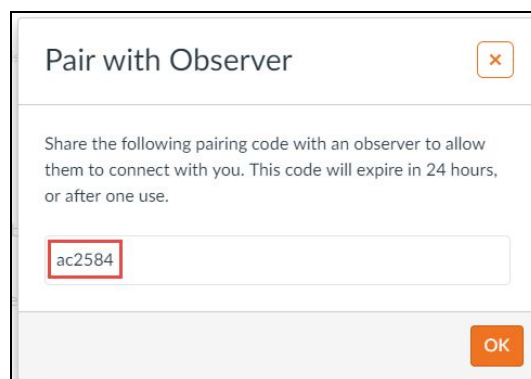 Pair with Observer
×
Share the following pairing code with an observer to allow
them to connect with you. This code will expire in 24 hours,
or after one use.
ac2584
OK